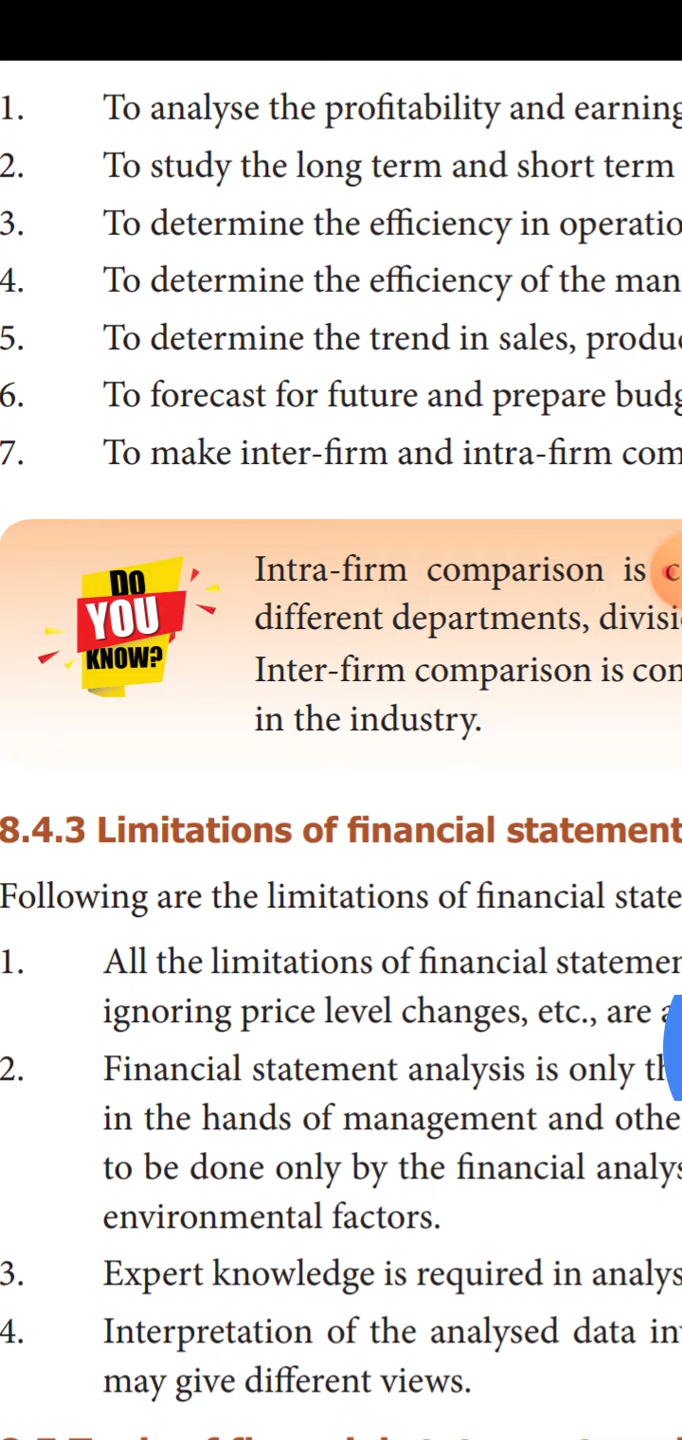 1. To analyse the profitability and earning
2. To study the long term and short term
3. To determine the efficiency in operatio
4. To determine the efficiency of the man
5. To determine the trend in sales, produ
6. To forecast for future and prepare budg
7. To make inter-firm and intra-firm com
DO
YOU
KNOW?
Intra-firm comparison is c
different departments, divisi
Inter-firm comparison is con
in the industry.
8.4.3 Limitations of financial statement
Following are the limitations of financial state
1. All the limitations of financial statemen
ignoring price level changes, etc., are a
2. Financial statement analysis is only th
in the hands of management and othe
to be done only by the financial analys
environmental factors.
3. Expert knowledge is required in analys
4. Interpretation of the analysed data inv
may give different views.